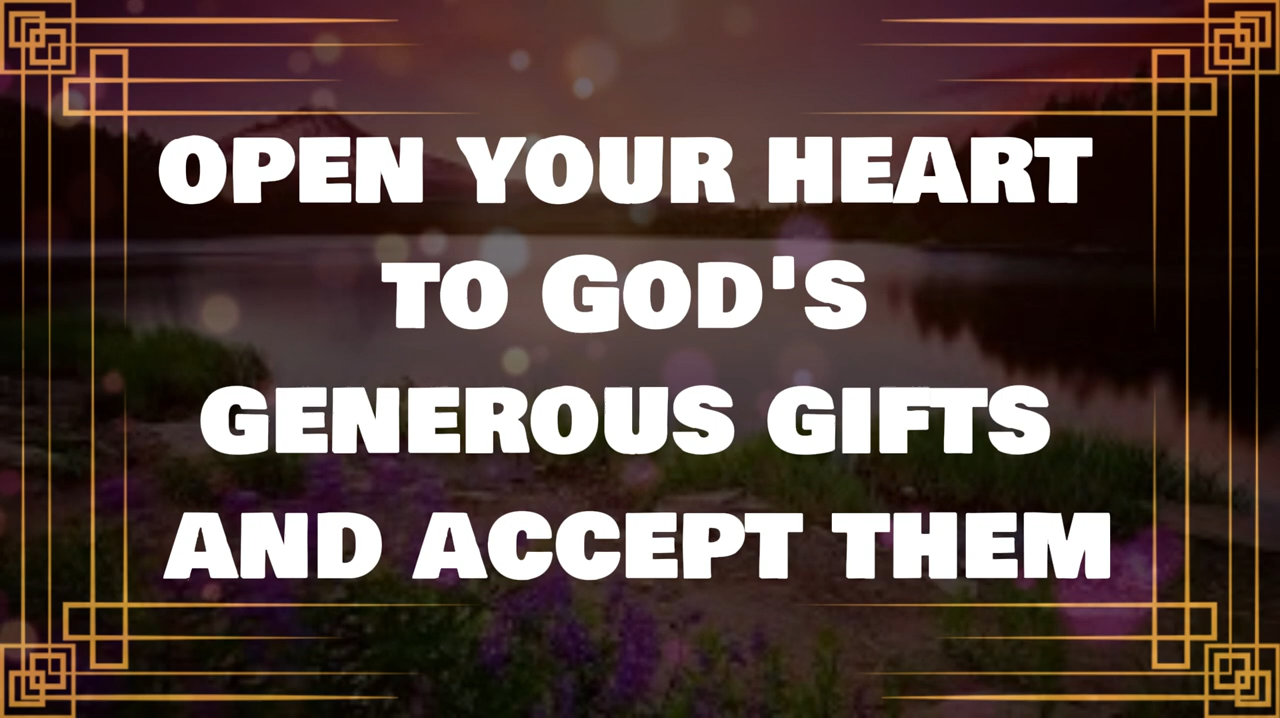 OPEN YOUR HEART
TO GOD'S
GENEROUS GIFTS
AND ACCEPT THEM